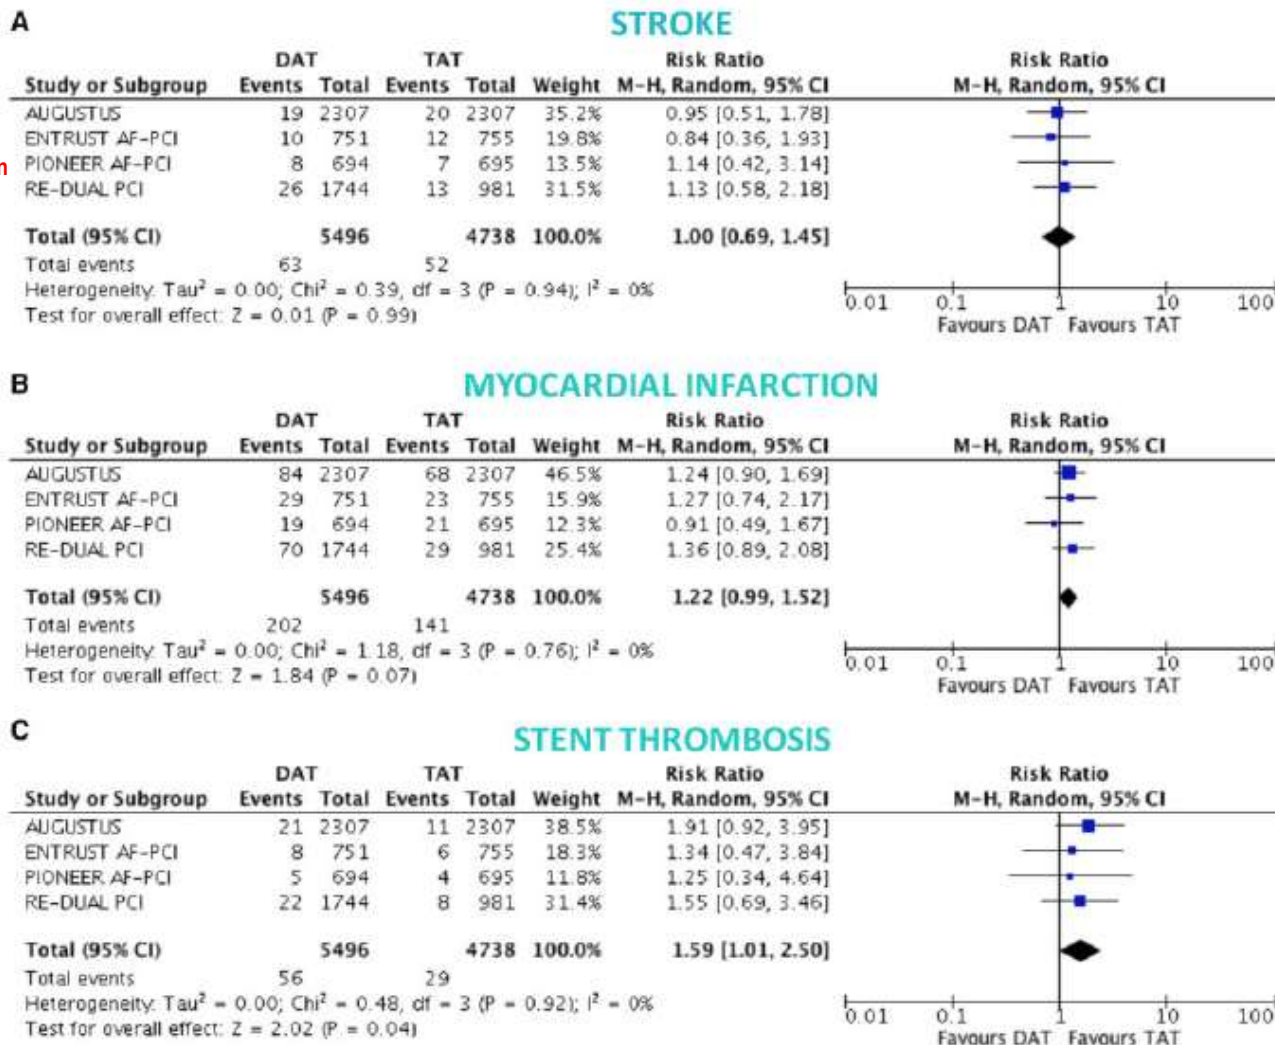 A
STROKE
DAT TAT Risk Ratio Risk Ratio
Study or Subgroup Events Total Events Total Weight M-H, Random, 95% CI M-H, Random, 95% CI
AUGUSTUS 19 2307 20 2307 35.2% 0.95 [0.51, 1.78]
ENTRUST AF-PCI 10 751 12 755 19.8% 0.84 [0.36, 1.93]
PIONEER AF-PCI 8 694 7 695 13.5% 1.14 [0.42, 3.14]
RE-DUAL PCI 26 1744 13 981 31.5% 1.13 [0.58, 2.18]
Total (95% CI) 5496 4738 100.0% 1.00 [0.69, 1.45]
Total events 63 52
Heterogeneity: Tau² = 0.00; Chi² = 0.39, df = 3 (P = 0.94); I² = 0%
Test for overall effect: Z = 0.01 (P = 0.99)
0.01 0.1 1 10 100
Favours DAT Favours TAT
B
MYOCARDIAL INFARCTION
DAT TAT Risk Ratio Risk Ratio
Study or Subgroup Events Total Events Total Weight M-H, Random, 95% CI M-H, Random, 95% CI
AUGUSTUS 84 2307 68 2307 46.5% 1.24 [0.90, 1.69]
ENTRUST AF-PCI 29 751 23 755 15.9% 1.27 [0.74, 2.17]
PIONEER AF-PCI 19 694 21 695 12.3% 0.91 [0.49, 1.67]
RE-DUAL PCI 70 1744 29 981 25.4% 1.36 [0.89, 2.08]
Total (95% CI) 5496 4738 100.0% 1.22 [0.99, 1.52]
Total events 202 141
Heterogeneity: Tau² = 0.00; Chi² = 1.18, df = 3 (P = 0.76); I² = 0%
Test for overall effect: Z = 1.84 (P = 0.07)
0.01 0.1 1 10 100
Favours DAT Favours TAT
C
STENT THROMBOSIS
DAT TAT Risk Ratio Risk Ratio
Study or Subgroup Events Total Events Total Weight M-H, Random, 95% CI M-H, Random, 95% CI
AUGUSTUS 21 2307 11 2307 38.5% 1.91 [0.92, 3.95]
ENTRUST AF-PCI 8 751 6 755 18.3% 1.34 [0.47, 3.84]
PIONEER AF-PCI 5 694 4 695 11.8% 1.25 [0.34, 4.64]
RE-DUAL PCI 22 1744 8 981 31.4% 1.55 [0.69, 3.46]
Total (95% CI) 5496 4738 100.0% 1.59 [1.01, 2.50]
Total events 56 29
Heterogeneity: Tau² = 0.00; Chi² = 0.48, df = 3 (P = 0.92); I² = 0%
Test for overall effect: Z = 2.02 (P = 0.04)
0.01 0.1 1 10 100
Favours DAT Favours TAT